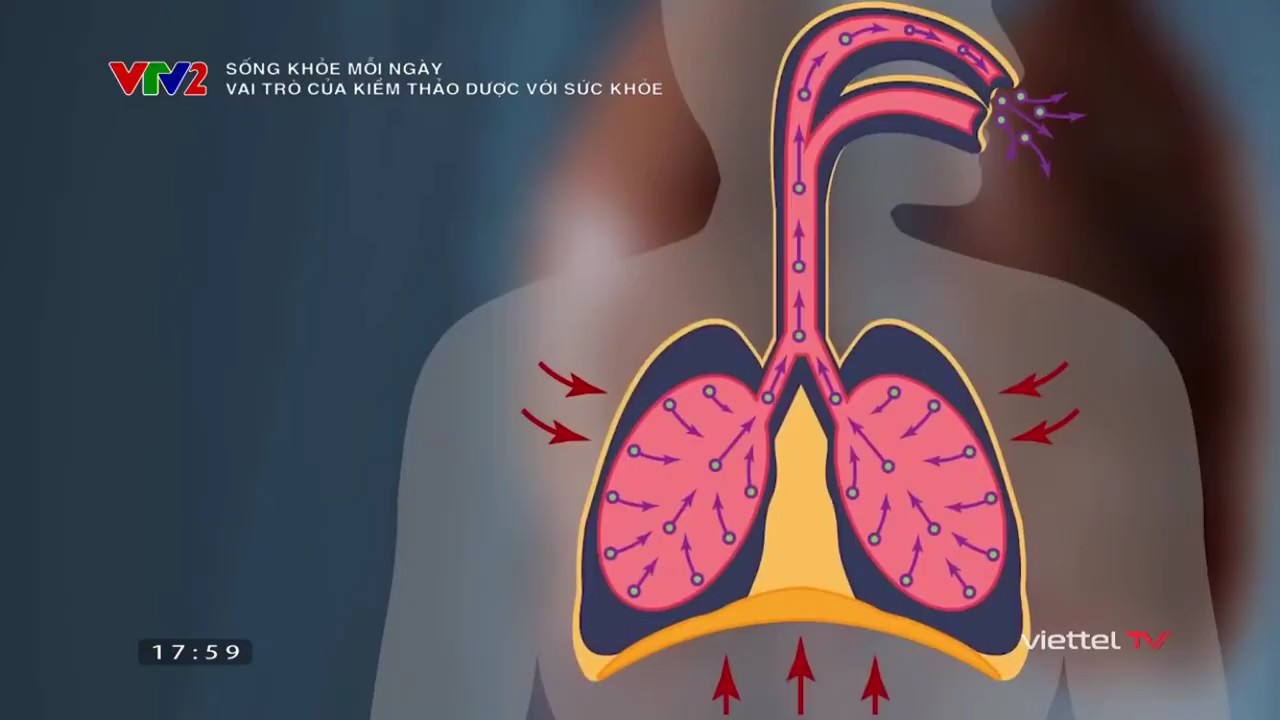 VTV2
SỐNG KHỎE MỖI NGÀY
VAI TRÒ CỦA KIỀM THẢO DƯỢC VỚI SỨC KHỎE
17:59
viettel TV